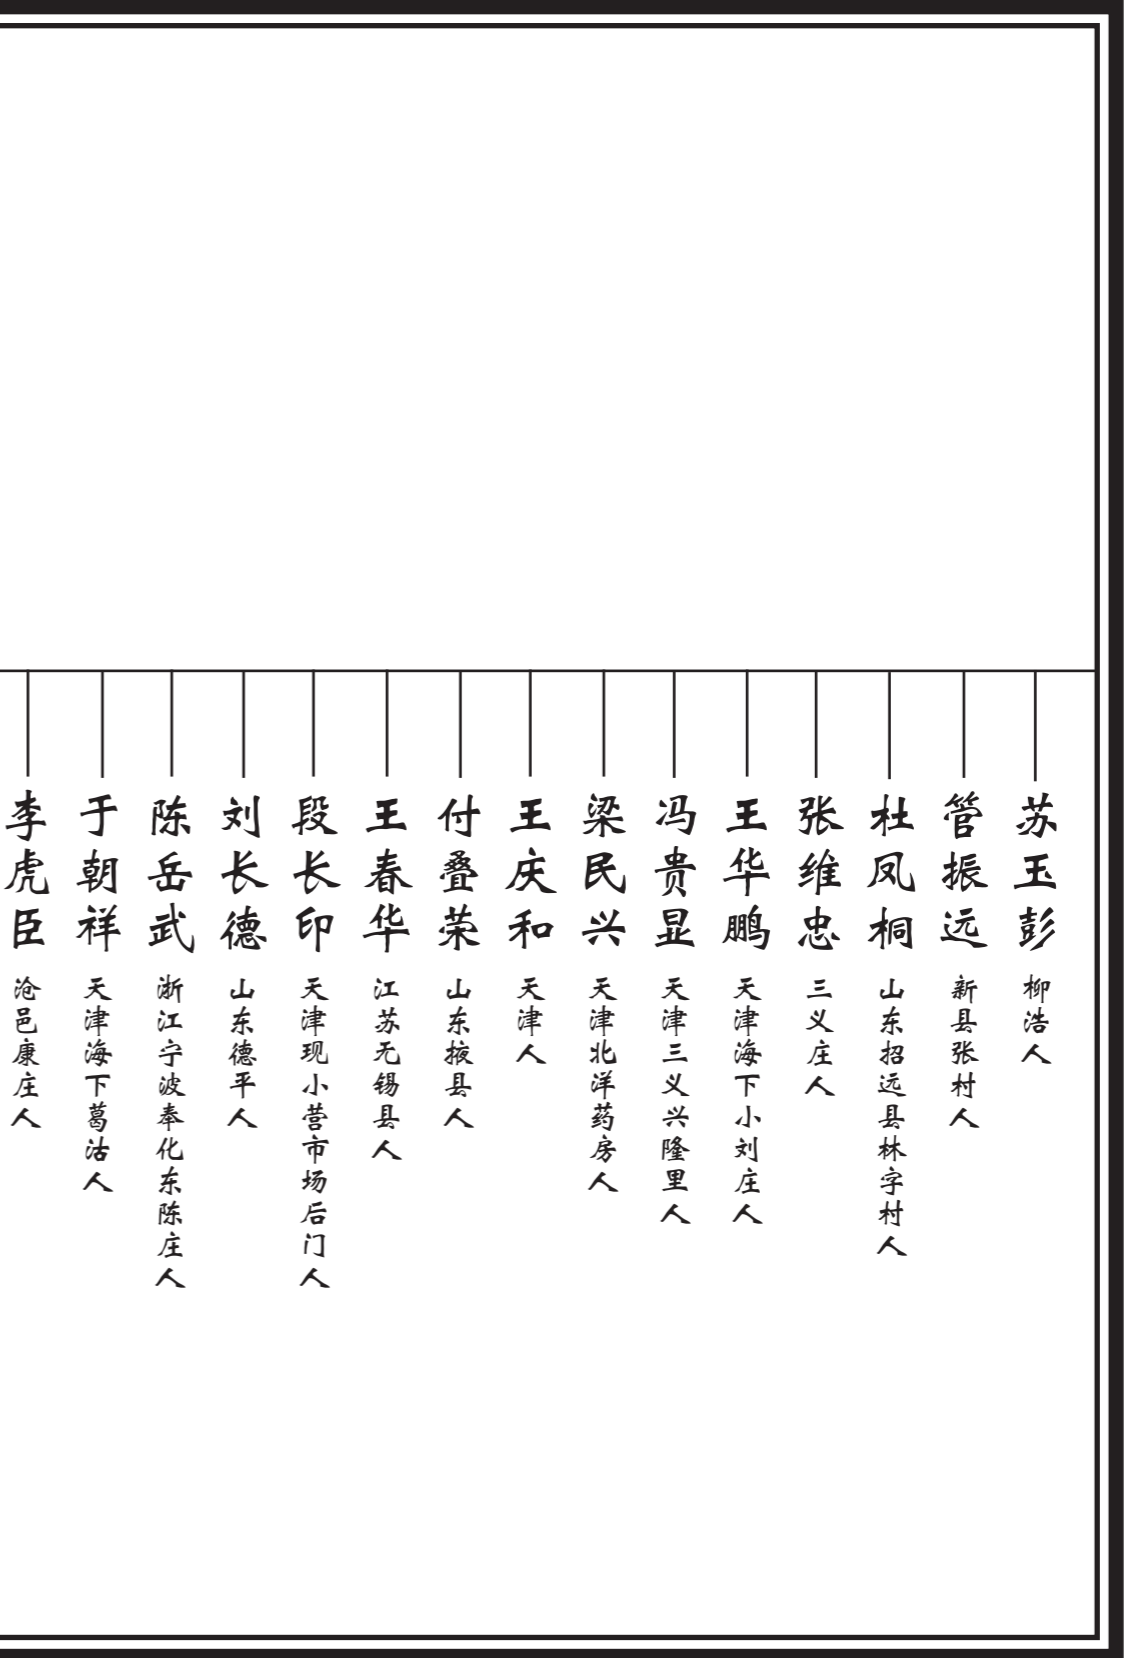 苏玉彭 柳浩人
管振远 新县张村人
杜凤桐 山东招远县林字村人
张维忠 三义庄人
王华鹏 天津海下小刘庄人
冯贵显 天津三义兴隆里人
梁民兴 天津北洋药房人
王庆和 天津人
付叠荣 山东掖县人
王春华 江苏无锡县人
段长印 天津现小营市场后门人
刘长德 山东德平人
陈岳武 浙江宁波奉化东陈庄人
于朝祥 天津海下葛沽人
李虎臣 沧邑康庄人